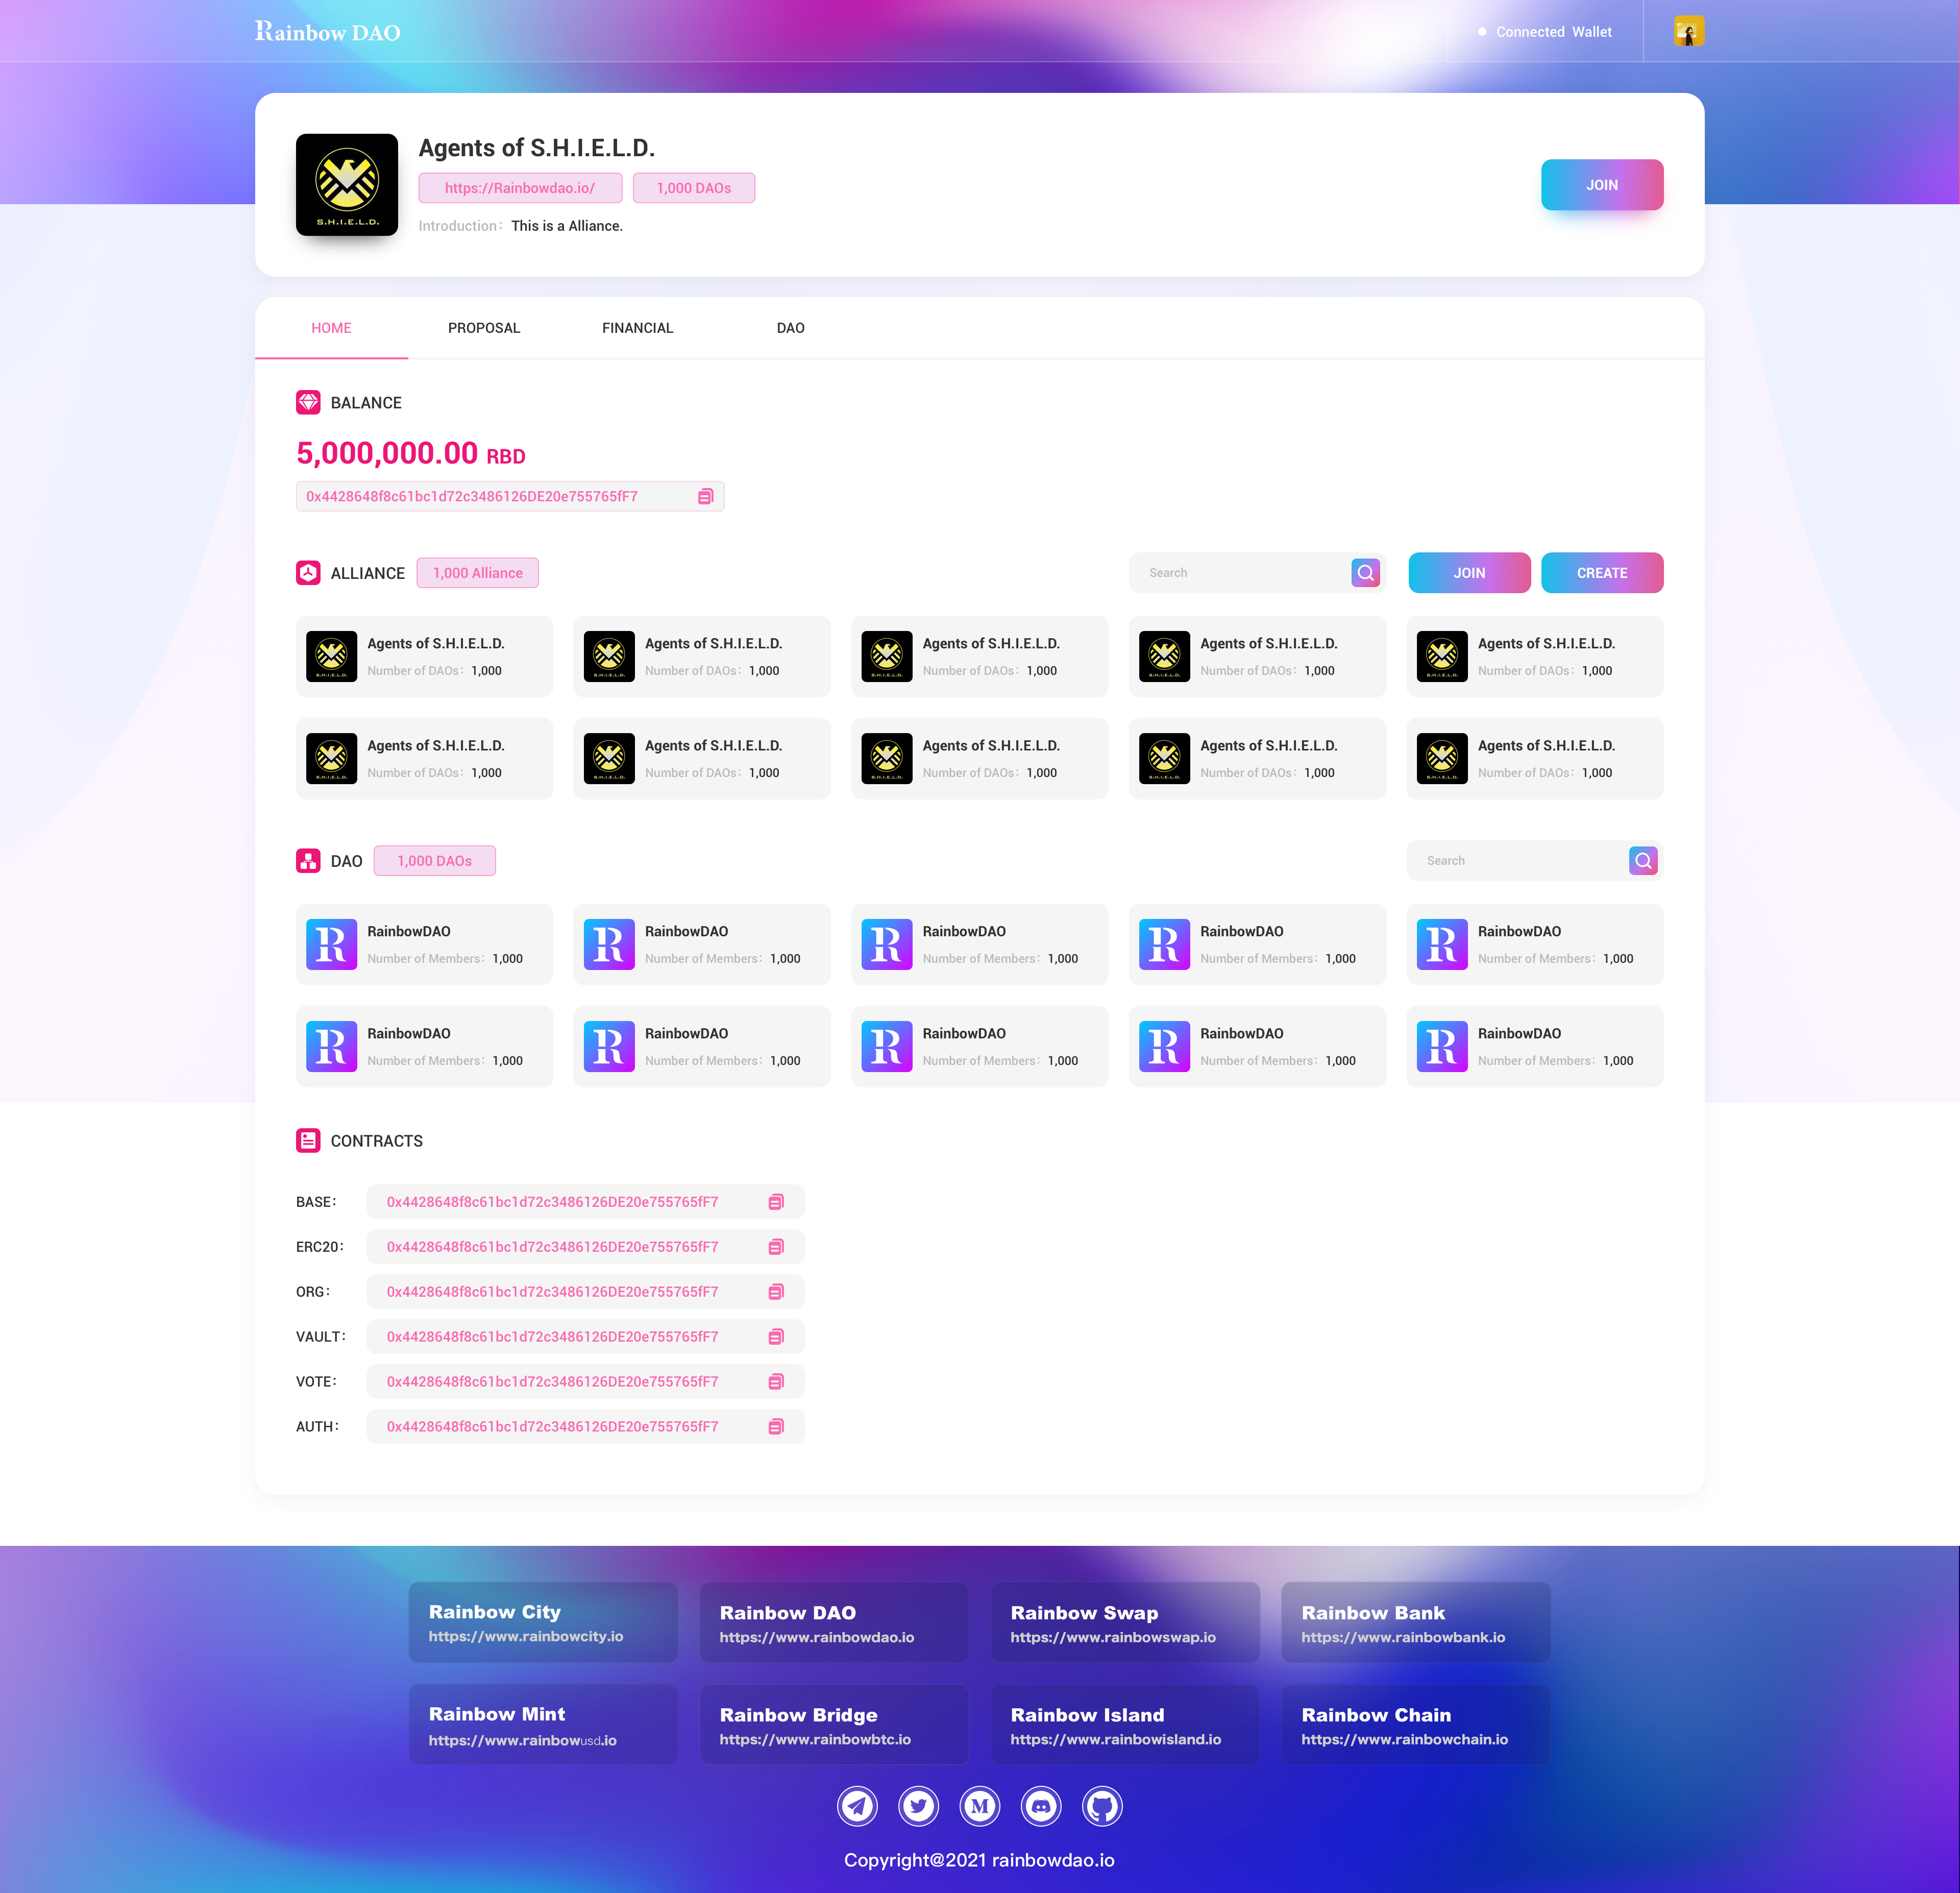 Rainbow DAO
Connected Wallet
Agents of S.H.I.E.L.D.
https://Rainbowdao.io/ 1,000 DAOs
Introduction： This is a Alliance.
S.H.I.E.L.D.
JOIN
HOME PROPOSAL FINANCIAL DAO
BALANCE
5,000,000.00 RBD
0x4428648f8c61bc1d72c3486126DE20e755765fF7
ALLIANCE 1,000 Alliance Search JOIN CREATE
Agents of S.H.I.E.L.D. Agents of S.H.I.E.L.D. Agents of S.H.I.E.L.D. Agents of S.H.I.E.L.D. Agents of S.H.I.E.L.D.
Number of DAOs： 1,000 Number of DAOs： 1,000 Number of DAOs： 1,000 Number of DAOs： 1,000 Number of DAOs： 1,000
S.H.I.E.L.D. S.H.I.E.L.D. S.H.I.E.L.D. S.H.I.E.L.D. S.H.I.E.L.D.
Agents of S.H.I.E.L.D. Agents of S.H.I.E.L.D. Agents of S.H.I.E.L.D. Agents of S.H.I.E.L.D. Agents of S.H.I.E.L.D.
Number of DAOs： 1,000 Number of DAOs： 1,000 Number of DAOs： 1,000 Number of DAOs： 1,000 Number of DAOs： 1,000
S.H.I.E.L.D. S.H.I.E.L.D. S.H.I.E.L.D. S.H.I.E.L.D. S.H.I.E.L.D.
DAO 1,000 DAOs Search
RainbowDAO RainbowDAO RainbowDAO RainbowDAO RainbowDAO
R R R R R
Number of Members： 1,000 Number of Members： 1,000 Number of Members： 1,000 Number of Members： 1,000 Number of Members： 1,000
RainbowDAO RainbowDAO RainbowDAO RainbowDAO RainbowDAO
R R R R R
Number of Members： 1,000 Number of Members： 1,000 Number of Members： 1,000 Number of Members： 1,000 Number of Members： 1,000
CONTRACTS
BASE： 0x4428648f8c61bc1d72c3486126DE20e755765fF7
ERC20： 0x4428648f8c61bc1d72c3486126DE20e755765fF7
ORG： 0x4428648f8c61bc1d72c3486126DE20e755765fF7
VAULT： 0x4428648f8c61bc1d72c3486126DE20e755765fF7
VOTE： 0x4428648f8c61bc1d72c3486126DE20e755765fF7
AUTH： 0x4428648f8c61bc1d72c3486126DE20e755765fF7
Rainbow City Rainbow DAO Rainbow Swap Rainbow Bank
https://www.rainbowcity.io https://www.rainbowdao.io https://www.rainbowswap.io https://www.rainbowbank.io
Rainbow Mint Rainbow Bridge Rainbow Island Rainbow Chain
https://www.rainbowusd.io https://www.rainbowbtc.io https://www.rainbowisland.io https://www.rainbowchain.io
M
Copyright@2021 rainbowdao.io